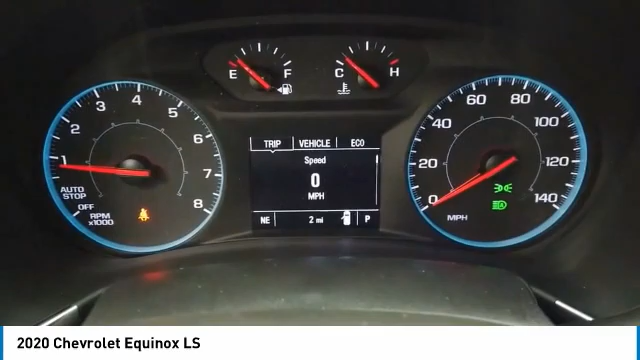 E F
C H
1 2 3 4 5 6 7 8
AUTO
STOP
OFF
RPM
x1000
TRIP VEHICLE ECO
Speed
0
MPH
NE 2 mi P
0 20 40 60 80 100 120 140
MPH
2020 Chevrolet Equinox LS